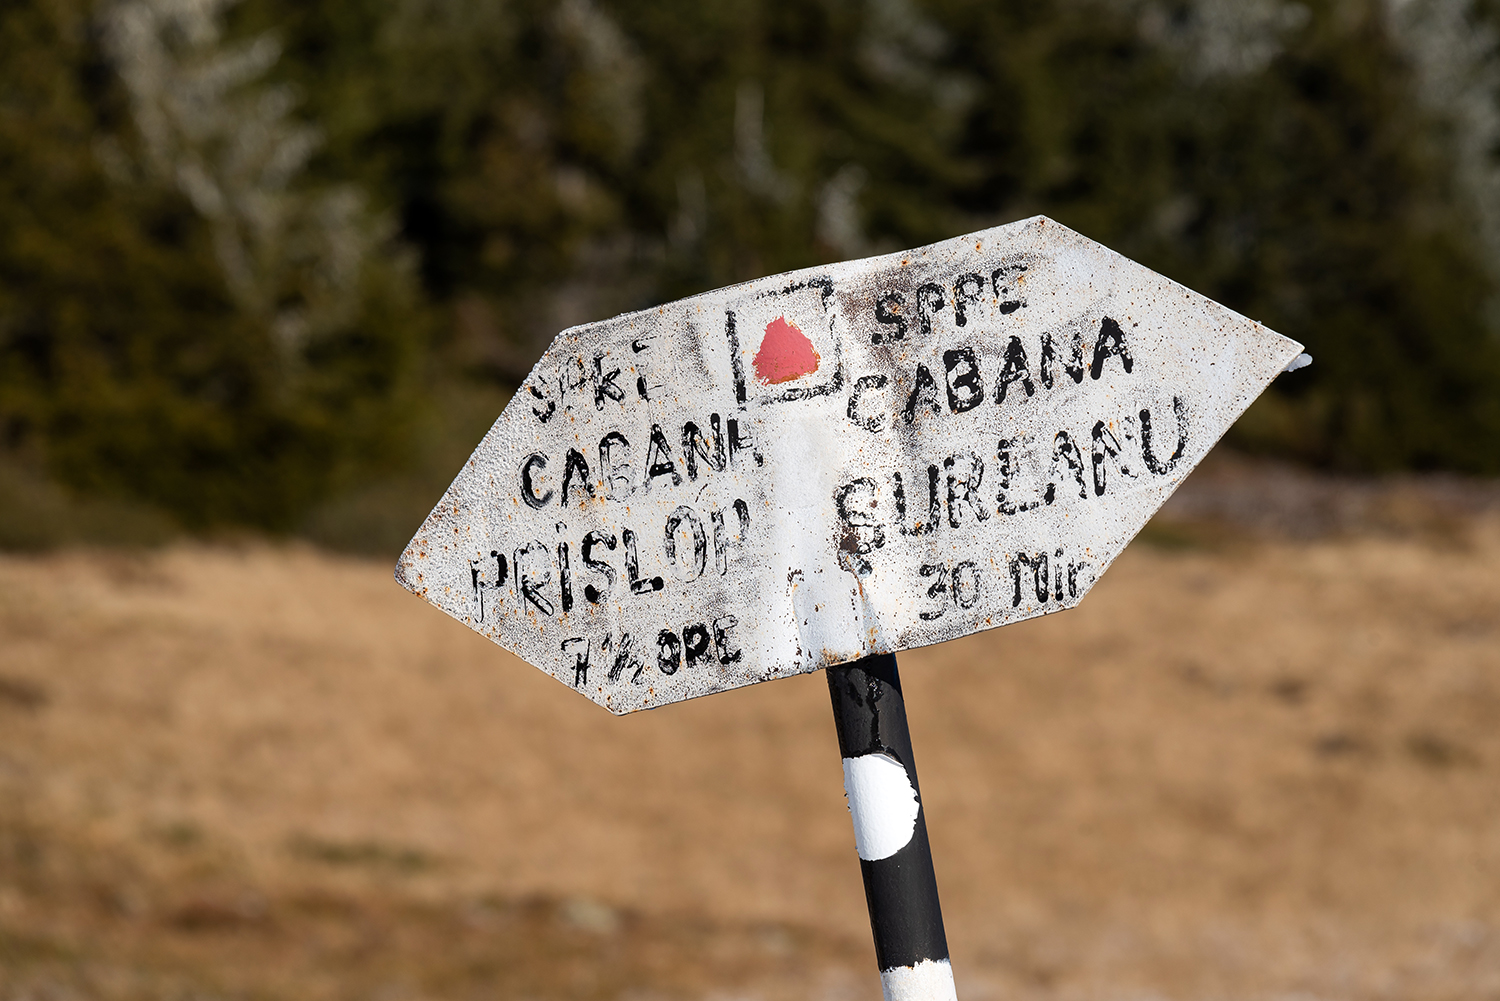 SPRE
CABANA
PRISLOP
7½ ORE
SPRE
CABANA
SUREANU
30 Min